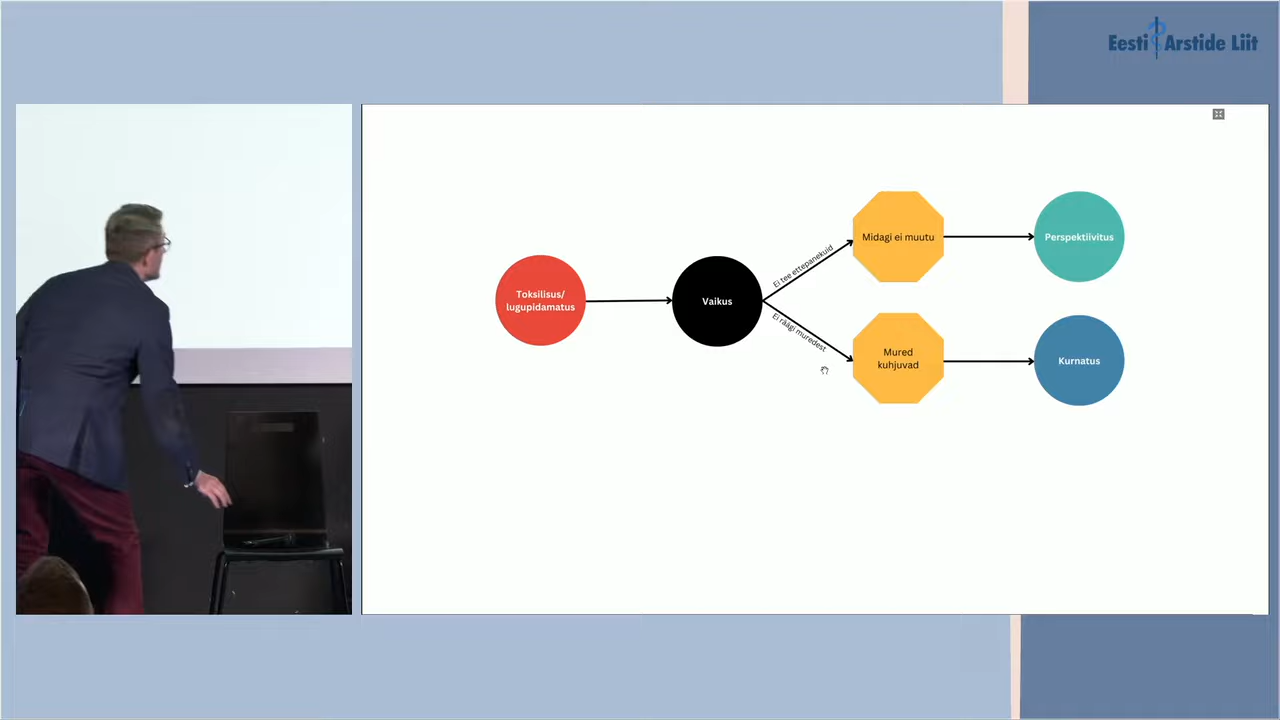 Eesti Arstide Liit
Toksilisus/
lugupidamatus
Vaikus
Ei tee ettepanekuid
Midagi ei muutu
Perspektiivitus
Ei räägi muredest
Mured
kuhjuvad
Kurnatus